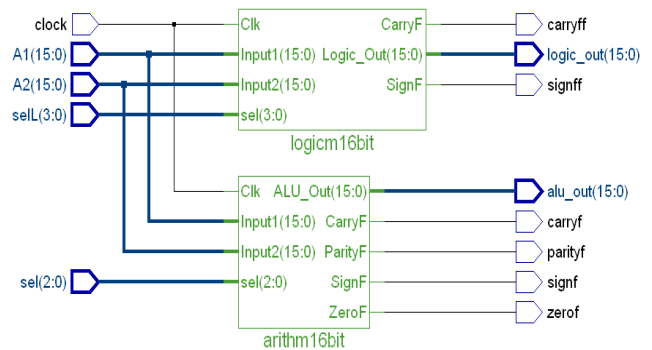 clock Clk CarryF carryff
A1(15:0) Input1(15:0) Logic_Out(15:0) logic_out(15:0)
A2(15:0) Input2(15:0) SignF signff
selL(3:0) sel(3:0)
logicm16bit
Clk ALU_Out(15:0) alu_out(15:0)
Input1(15:0) CarryF carryf
Input2(15:0) ParityF parityf
sel(2:0) sel(2:0) SignF signf
ZeroF zerof
arithm16bit